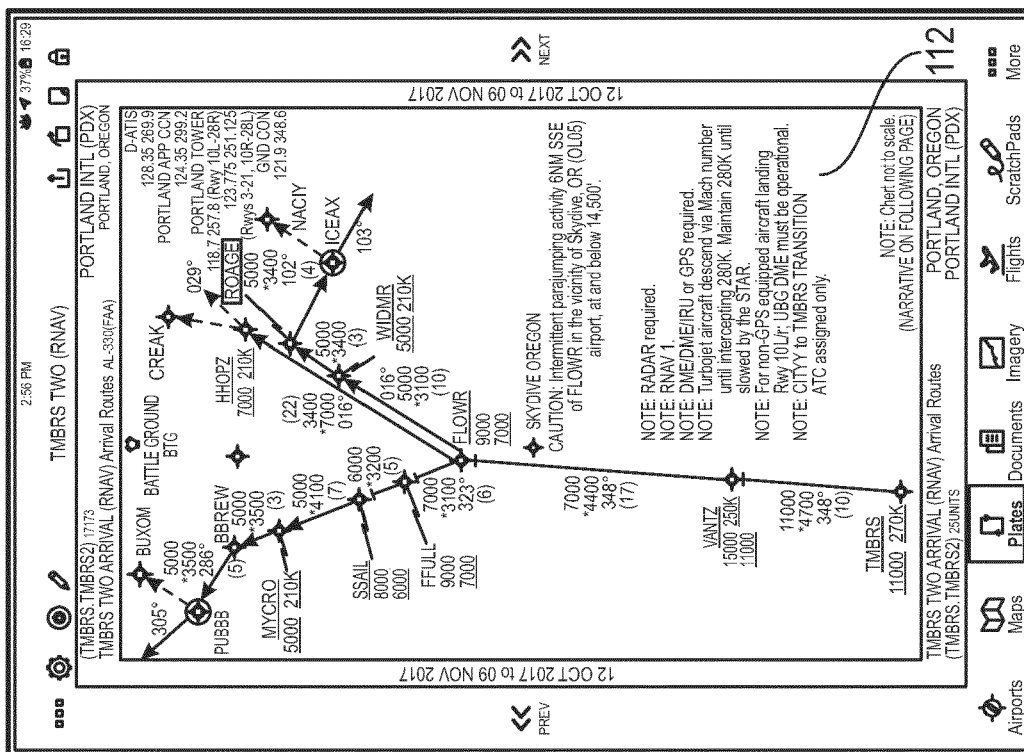 2:56 PM
37% 16:29
TMBRS TWO (RNAV)
PORTLAND INTL (PDX)
PORTLAND, OREGON
(TMBRS.TMBRS2) 17173
TMBRS TWO ARRIVAL (RNAV) Arrival Routes AL-330(FAA)
12 OCT 2017 to 09 NOV 2017
12 OCT 2017 to 09 NOV 2017
PREV
NEXT
D-ATIS
128.35 269.9
PORTLAND APP CCN
124.35 299.2
PORTLAND TOWER
118.7 257.8 (Rwy 10L-28R)
123.775 251.125
(Rwys 3-21, 10R-28L)
GND CON
121.9 348.6
BUXOM
BATTLE GROUND
BTG
CREAK
029°
ROAGE
5000
*3400
102°
(4)
NACIY
ICEAX
103°
305°
5000
*3500
286°
(5)
PUBBB
BBREW
5000
*3500
(3)
HHOPZ
7000 210K
MYCRO
5000 210K
5000
*4100
(7)
(22)
3400
*7000
016°
5000
*3400
(3)
WIDMR
5000 210K
SSAIL
8000
6000
6000
*3200
(5)
016°
5000
*3100
(10)
FFULL
9000
7000
7000
*3100
323°
(6)
FLOWR
9000
7000
SKYDIVE OREGON
CAUTION: Intermittent parajumping activity 6NM SSE
of FLOWR in the vicinity of Skydive, OR (OL05)
airport, at and below 14,500'.
7000
*4400
348°
(17)
NOTE: RADAR required.
NOTE: RNAV 1.
NOTE: DME/DME/IRU or GPS required.
NOTE: Turbojet aircraft descend via Mach number
until intercepting 280K. Maintain 280K until
slowed by the STAR.
NOTE: For non-GPS equipped aircraft landing
Rwy 10L/r: UBG DME must be operational.
NOTE: CITY to TMBRS TRANSITION
ATC assigned only.
VANTZ
15000 250K
11000
11000
*4700
348°
(10)
TMBRS
11000 270K
112
NOTE: Chert not to scale.
(NARRATIVE ON FOLLOWING PAGE)
TMBRS TWO ARRIVAL (RNAV) Arrival Routes
(TMBRS.TMBRS2) 25UNITS
PORTLAND, OREGON
PORTLAND INTL (PDX)
Airports
Maps
Plates
Documents
Imagery
Flights
ScratchPads
More